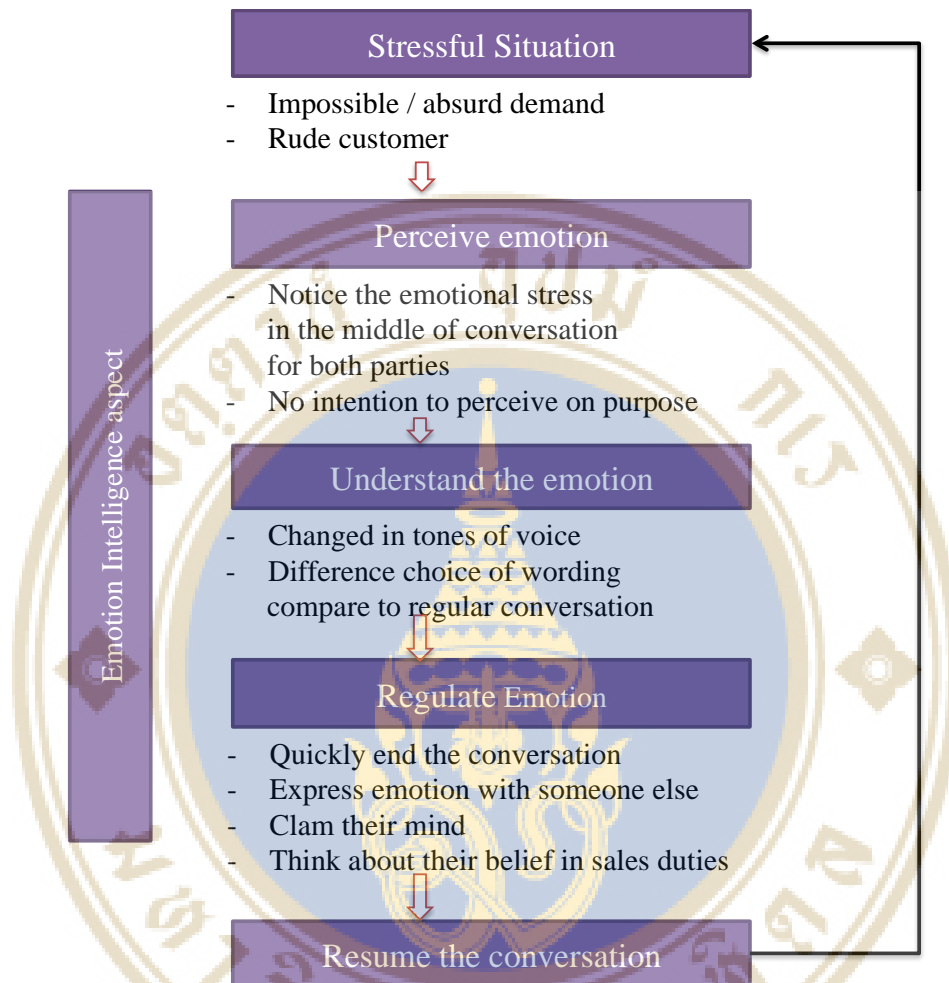 Stressful Situation
- Impossible / absurd demand
- Rude customer
Emotion Intelligence aspect
Perceive emotion
- Notice the emotional stress
in the middle of conversation
for both parties
- No intention to perceive on purpose
Understand the emotion
- Changed in tones of voice
- Difference choice of wording
compare to regular conversation
Regulate Emotion
- Quickly end the conversation
- Express emotion with someone else
- Clam their mind
- Think about their belief in sales duties
Resume the conversation